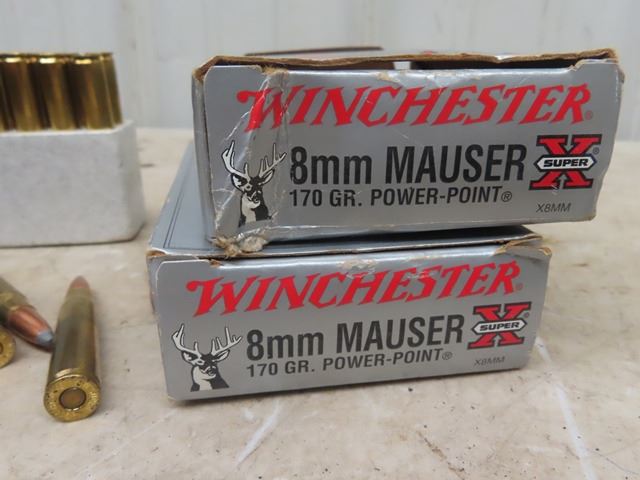 WINCHESTER®
8mm MAUSER
SUPER X®
170 GR. POWER-POINT®
X8MM
WINCHESTER®
8mm MAUSER
SUPER X®
170 GR. POWER-POINT®
X8MM